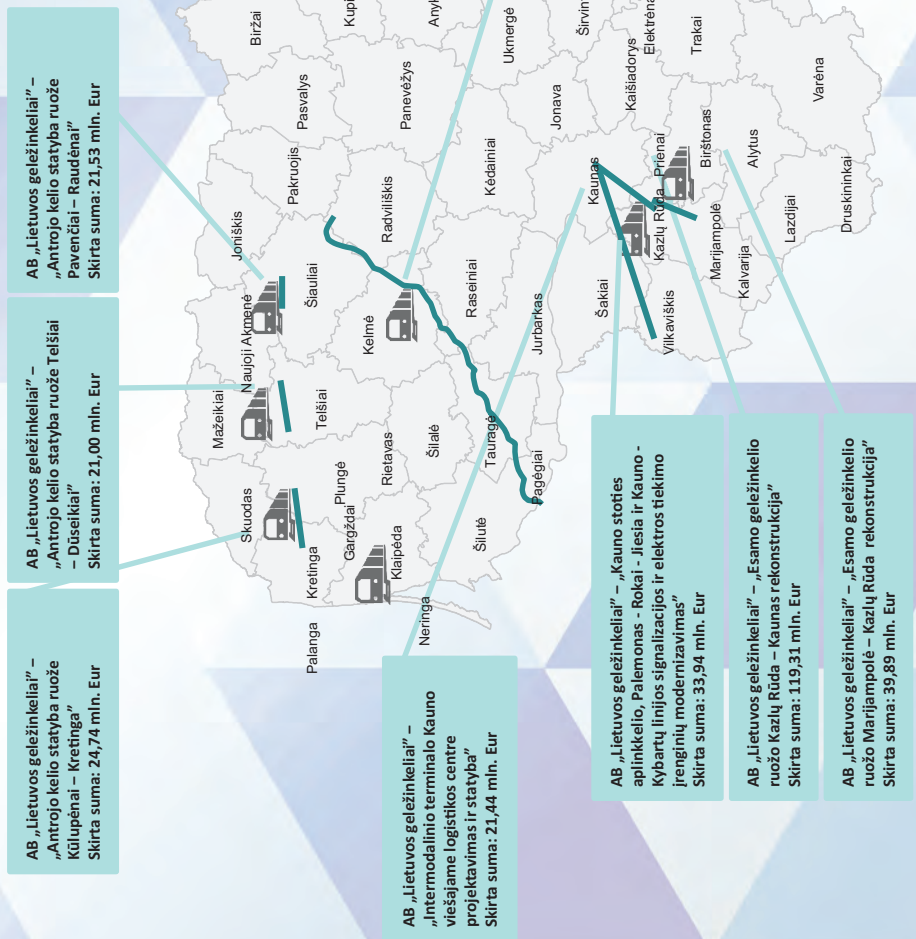 AB „Lietuvos geležinkeliai” –
„Antrojo kelio statyba ruože
Kūlupėnai – Kretinga”
Skirta suma: 24,74 mln. Eur
AB „Lietuvos geležinkeliai” –
„Antrojo kelio statyba ruože Telšiai
– Dūseikiai”
Skirta suma: 21,00 mln. Eur
AB „Lietuvos geležinkeliai” –
„Antrojo kelio statyba ruože
Pavenčiai – Raudėnai”
Skirta suma: 21,53 mln. Eur
Skuodas
Mažeikiai
Naujoji Akmenė
Joniškis
Biržai
Pasvalys
Pakruojis
Palanga
Kretinga
Plungė
Telšiai
Šiauliai
Gargždai
Klaipėda
Rietavas
Kelmė
Radviliškis
Panevėžys
Neringa
Šilalė
Šilutė
Tauragė
Raseiniai
Kėdainiai
Ukmergė
Pagėgiai
Jurbarkas
Jonava
Šakiai
Kaunas
Kaišiadorys
Vilkaviškis
Kazlų Rūda
Prienai
Trakai
Marijampolė
Birštonas
Kalvarija
Alytus
Lazdijai
Varėna
Druskininkai
AB „Lietuvos geležinkeliai” –
„Intermodalinio terminalo Kauno
viešajame logistikos centre
projektavimas ir statyba”
Skirta suma: 21,44 mln. Eur
AB „Lietuvos geležinkeliai” – „Kauno stoties
aplinkkelio, Palemonas - Rokai - Jiesia ir Kauno -
Kybartų linijos signalizacijos ir elektros tiekimo
įrenginių modernizavimas”
Skirta suma: 33,94 mln. Eur
AB „Lietuvos geležinkeliai” – „Esamo geležinkelio
ruožo Kazlų Rūda – Kaunas rekonstrukcija”
Skirta suma: 119,31 mln. Eur
AB „Lietuvos geležinkeliai” – „Esamo geležinkelio
ruožo Marijampolė – Kazlų Rūda rekonstrukcija”
Skirta suma: 39,89 mln. Eur